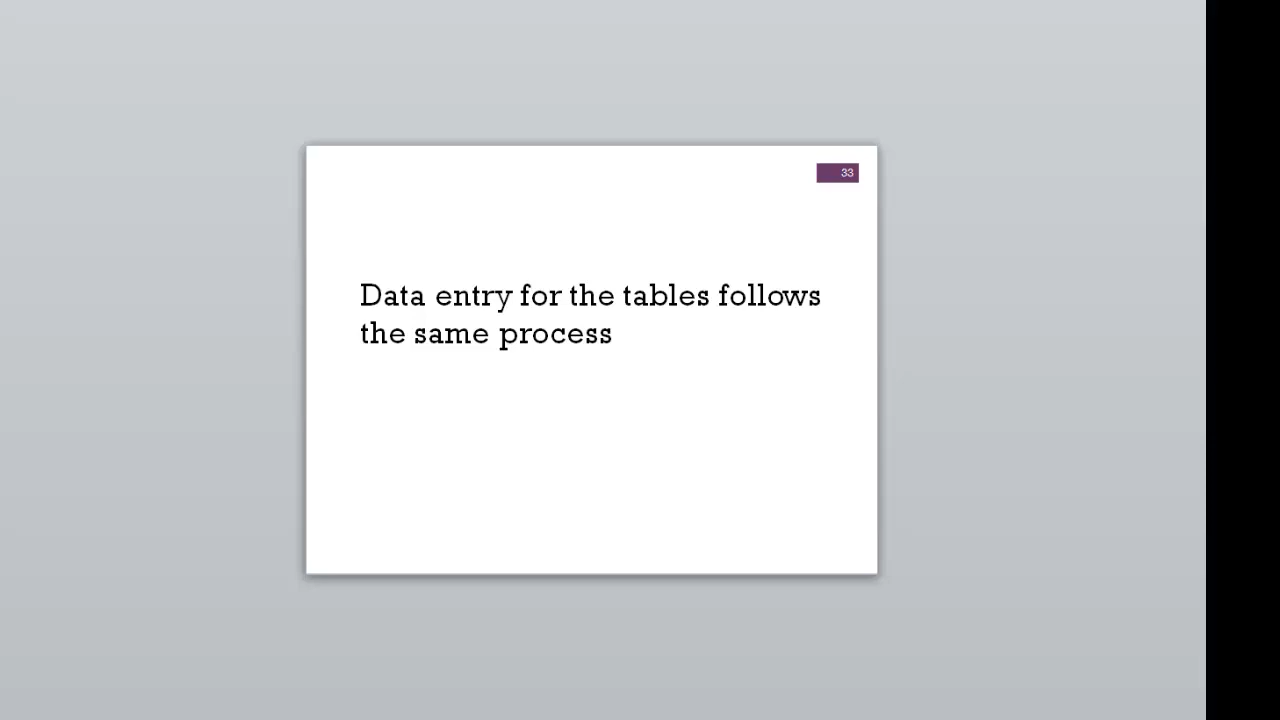 33
Data entry for the tables follows
the same process